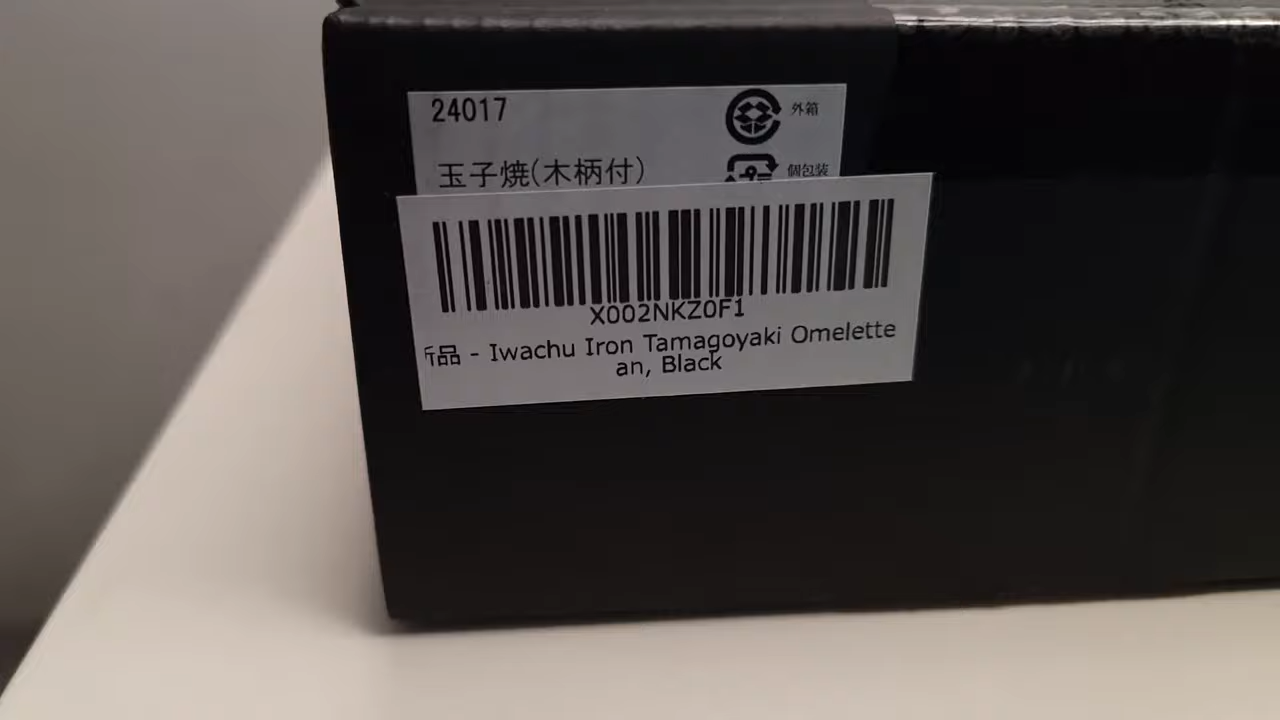 24017
外箱
玉子焼(木柄付)
個包装
X002NKZ0F1
新品 - Iwachu Iron Tamagoyaki Omelette
an, Black